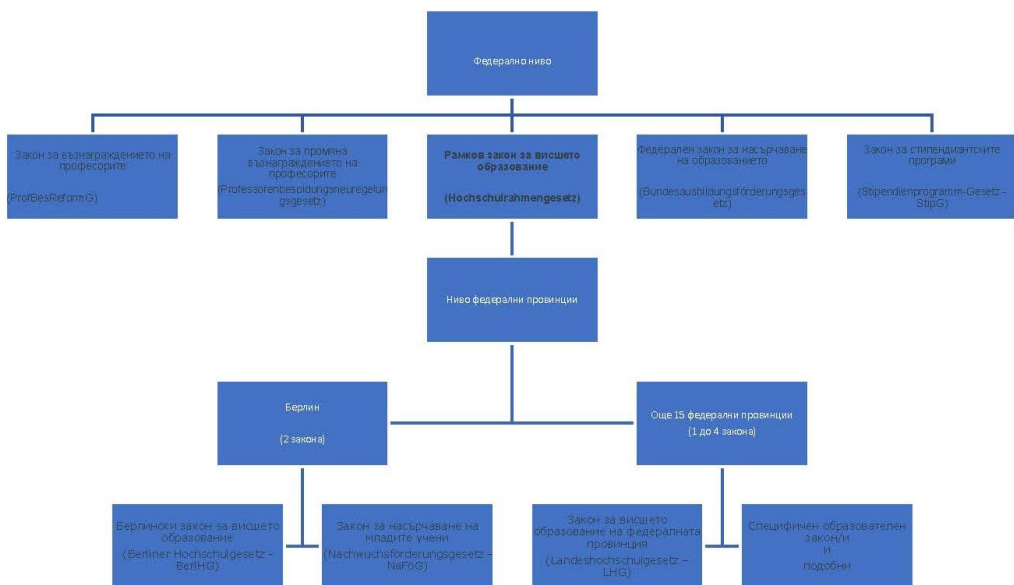 Федерално ниво
Закон за възнаграждението на
професорите
(ProfBesReformG)
Закон за промяна
възнаграждението на
професорите
(Professorenbesoldungsneuregelun
gsgesetz)
Рамков закон за висшето
образование
(Hochschulrahmengesetz)
Федерален закон за насърчаване
на образованието
(Bundesausbildungsförderungsges
etz)
Закон за стипендиантските
програми
(Stipendienprogramm-Gesetz –
StipG)
Ниво федерални провинции
Берлин
(2 закона)
Още 15 федерални провинции
(1 до 4 закона)
Берлински закон за висшето
образование
(Berliner Hochschulgesetz –
BerlHG)
Закон за насърчаване на
младите учени
(Nachwuchsförderungsgesetz –
NaFöG)
Закон за висшето
образование на федералната
провинция
(Landeshochschulgesetz –
LHG)
Специфичен образователен
закон/и
и
подобни